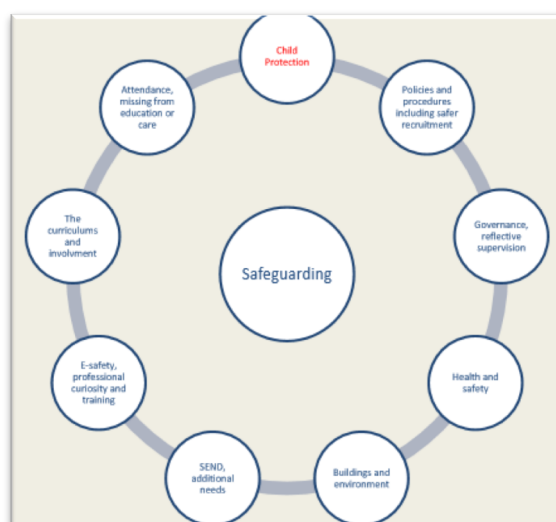 Child
Protection
Policies and
procedures
including safer
recruitment
Governance,
reflective
supervision
Health and
safety
Buildings and
environment
SEND,
additional
needs
E-safety,
professional
curiosity and
training
The
curriculums
and
involvment
Attendance,
missing from
education or
care
Safeguarding